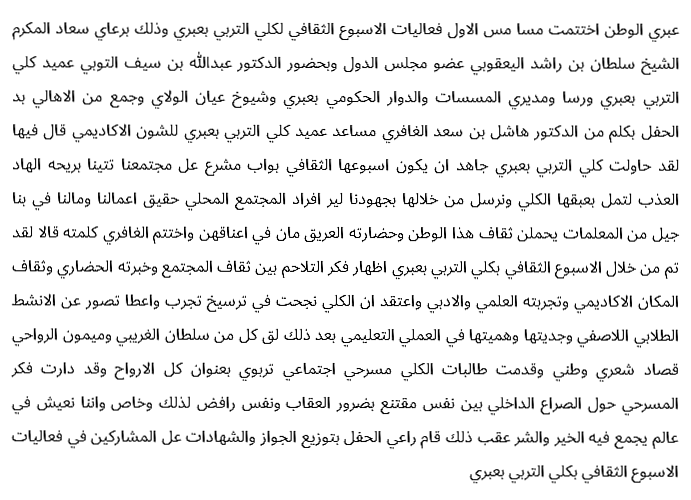 عبري الوطن اختتمت مسا مس الاول فعاليات الاسبوع الثقافي لكلي التربي بعبري وذلك برعاي سعاد المكرم
الشيخ سلطان بن راشد اليعقوبي عضو مجلس الدول وبحضور الدكتور عبدالله بن سيف التوبي عميد كلي
التربي بعبري ورسا ومديري المسسات والدوار الحكومي بعبري وشيوخ عيان الولاي وجمع من الاهالي بد
الحفل بكلم من الدكتور هاشل بن سعد الغافري مساعد عميد كلي التربي بعبري للشون الاكاديمي قال فيها
لقد حاولت كلي التربي بعبري جاهد ان يكون اسبوعها الثقافي بواب مشرع عل مجتمعنا تتينا بريحه الهاد
العذب لتمل بعبقها الكلي ونرسل من خلالها بجهودنا لير افراد المجتمع المحلي حقيق اعمالنا ومالنا في بنا
جيل من المعلمات يحملن ثقاف هذا الوطن وحضارته العريق مان في اعناقهن واختتم الغافري كلمته قالا لقد
تم من خلال الاسبوع الثقافي بكلي التربي بعبري اظهار فكر التلاحم بين ثقاف المجتمع وخبرته الحضاري وثقاف
المكان الاكاديمي وتجربته العلمي والادبي واعتقد ان الكلي نجحت في ترسيخ تجرب واعطا تصور عن الانشط
الطلابي اللاصفي وجديتها وهميتها في العملي التعليمي بعد ذلك لق كل من سلطان الغريبي وميمون الرواحي
قصاد شعري وطني وقدمت طالبات الكلي مسرحي اجتماعي تربوي بعنوان كل الارواح وقد دارت فكر
المسرحي حول الصراع الداخلي بين نفس مقتنع بضرور العقاب ونفس رافض لذلك وخاص واننا نعيش في
عالم يجمع فيه الخير والشر عقب ذلك قام راعي الحفل بتوزيع الجواز والشهادات عل المشاركين في فعاليات
الاسبوع الثقافي بكلي التربي بعبري